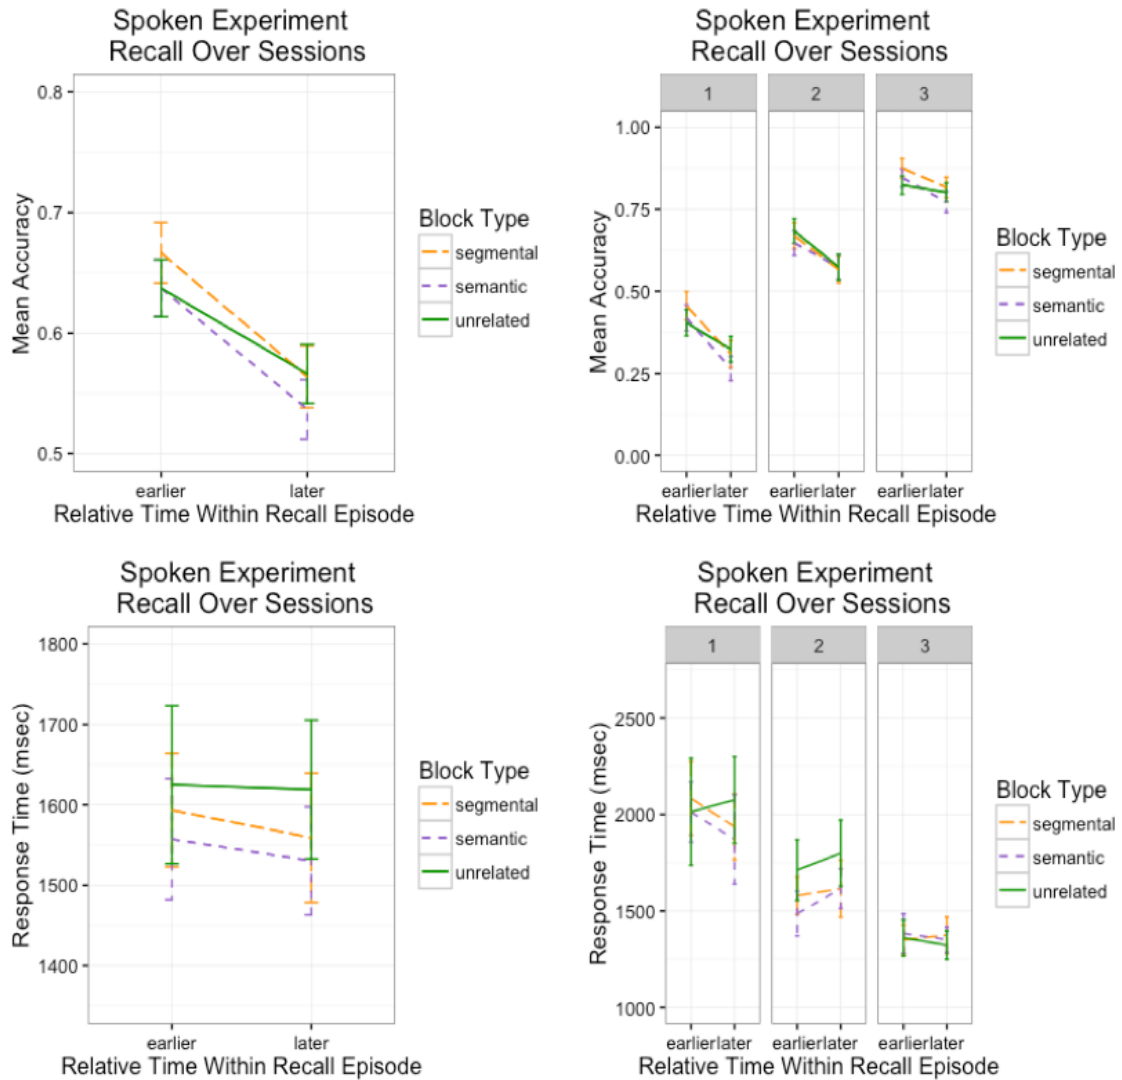 Spoken Experiment
Recall Over Sessions
0.8
0.7
0.6
0.5
Mean Accuracy
earlier
later
Relative Time Within Recall Episode
Block Type
segmental
semantic
unrelated
Spoken Experiment
Recall Over Sessions
1
2
3
1.00
0.75
0.50
0.25
0.00
Mean Accuracy
earlier later
earlier later
earlier later
Relative Time Within Recall Episode
Block Type
segmental
semantic
unrelated
Spoken Experiment
Recall Over Sessions
1800
1700
1600
1500
1400
Response Time (msec)
earlier
later
Relative Time Within Recall Episode
Block Type
segmental
semantic
unrelated
Spoken Experiment
Recall Over Sessions
1
2
3
2500
2000
1500
1000
Response Time (msec)
earlier later
earlier later
earlier later
Relative Time Within Recall Episode
Block Type
segmental
semantic
unrelated